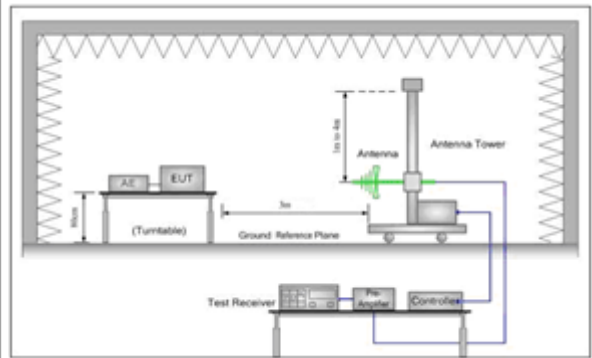 1m to 4m
Antenna
Antenna Tower
AE
EUT
80cm
3m
(Turntable)
Ground Reference Plane
Test Receiver
Pre-
Amplifier
Controller